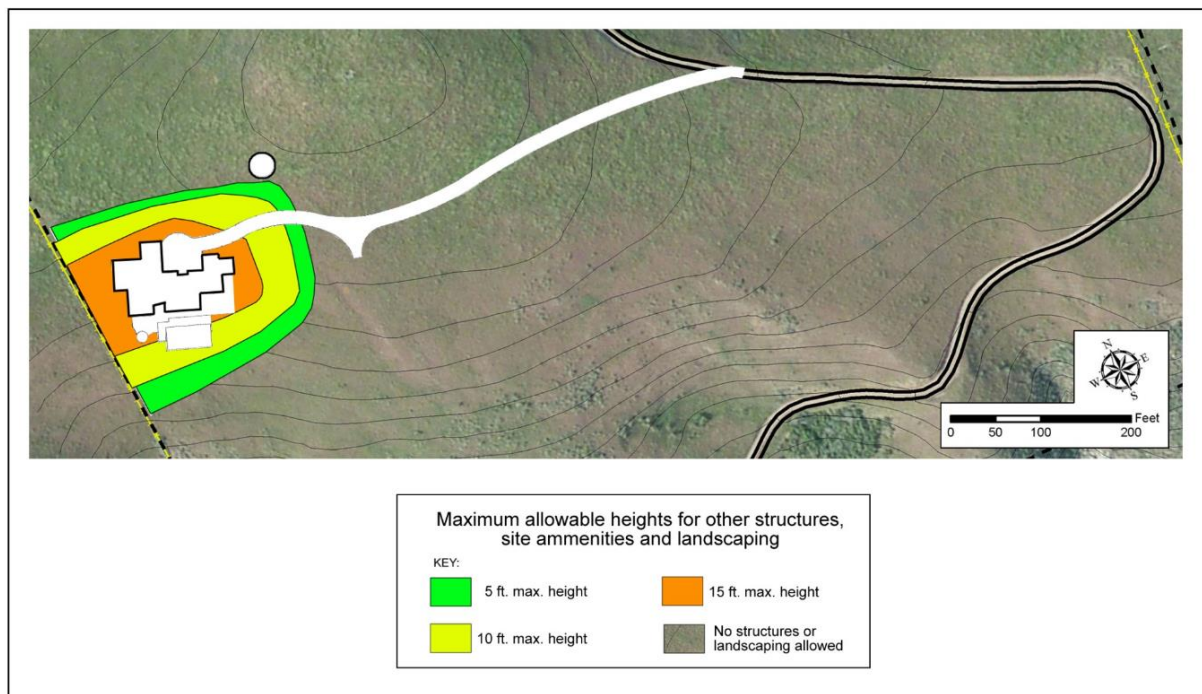 N
E
W
S
Feet
0 50 100 200
Maximum allowable heights for other structures,
site ammenities and landscaping
KEY:
5 ft. max. height
15 ft. max. height
10 ft. max. height
No structures or
landscaping allowed